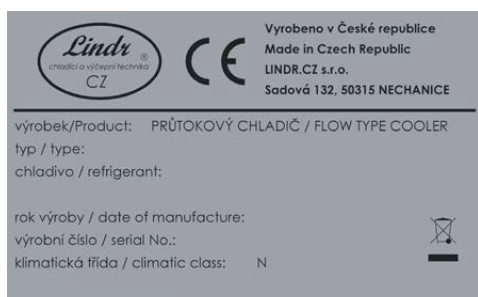 Lindr ®
chladící a výčepní technika
CZ
CE
Vyrobeno v České republice
Made in Czech Republic
LINDR.CZ s.r.o.
Sadová 132, 50315 NECHANICE
výrobek/Product: PRŮTOKOVÝ CHLADIČ / FLOW TYPE COOLER
typ / type:
chladivo / refrigerant:
rok výroby / date of manufacture:
výrobní číslo / serial No.:
klimatická třída / climatic class: N